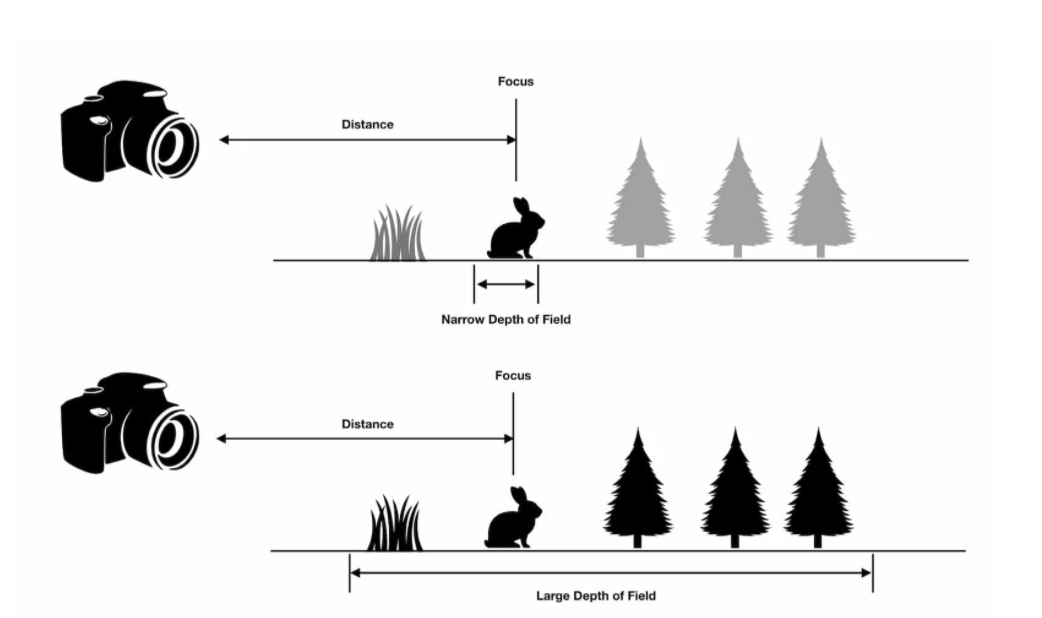 Focus
Distance
Narrow Depth of Field
Focus
Distance
Large Depth of Field